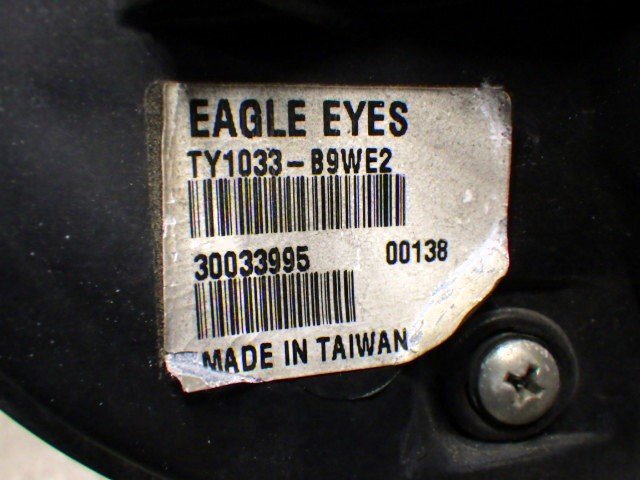 EAGLE EYES
TY1033-B9WE2
30033995 00138
MADE IN TAIWAN